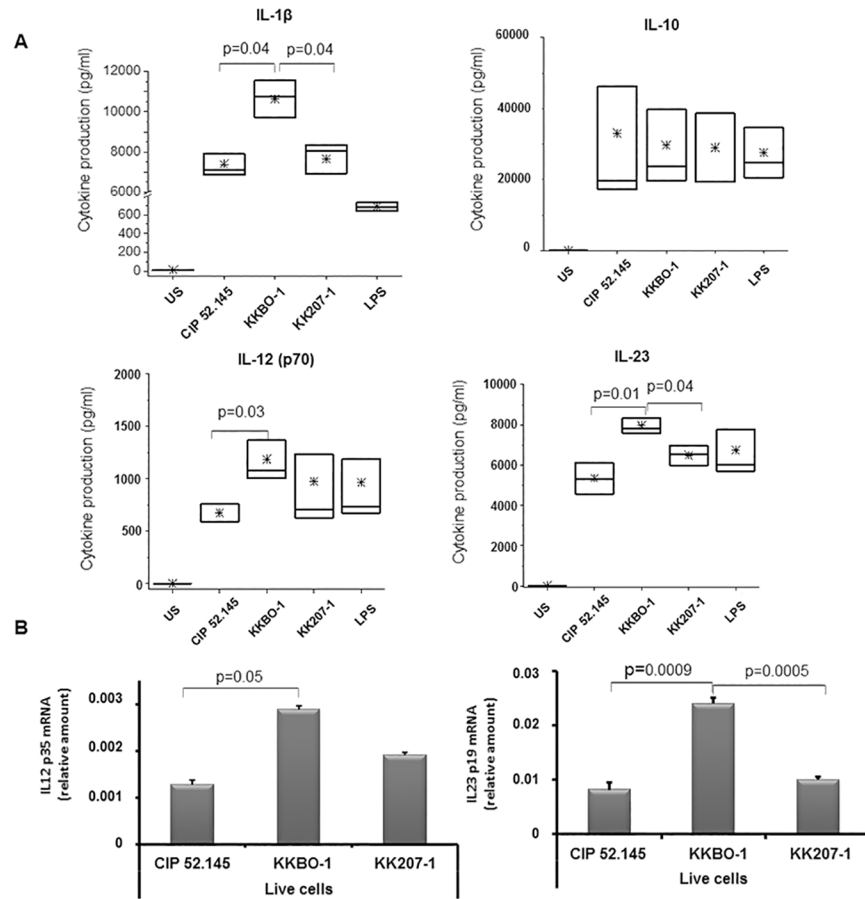 A
IL-1β
Cytokine production (pg/ml)
12000
10000
8000
6000
600
400
200
0
p=0.04 p=0.04
US CIP 52.145 KKBO-1 KK207-1 LPS
IL-10
Cytokine production (pg/ml)
60000
40000
20000
0
US CIP 52.145 KKBO-1 KK207-1 LPS
IL-12 (p70)
Cytokine production (pg/ml)
2000
1500
1000
500
0
p=0.03
US CIP 52.145 KKBO-1 KK207-1 LPS
IL-23
Cytokine production (pg/ml)
10000
8000
6000
4000
2000
0
p=0.01 p=0.04
US CIP 52.145 KKBO-1 KK207-1 LPS
B
IL12 p35 mRNA
(relative amount)
0.003
0.002
0.001
0
p=0.05
CIP 52.145 KKBO-1 KK207-1
Live cells
IL23 p19 mRNA
(relative amount)
0.03
0.02
0.01
0
p=0.0009 p=0.0005
CIP 52.145 KKBO-1 KK207-1
Live cells